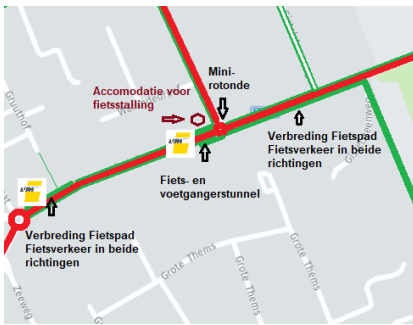 Mini-
rotonde
Accomodatie voor
fietsstalling
Verbreding Fietspad
Fietsverkeer in beide
richtingen
Fiets- en
voetgangerstunnel
Verbreding Fietspad
Fietsverkeer in beide
richtingen
Gruuthof
Grote Thems
Grote Thems
Grote Thems
Zeeweg